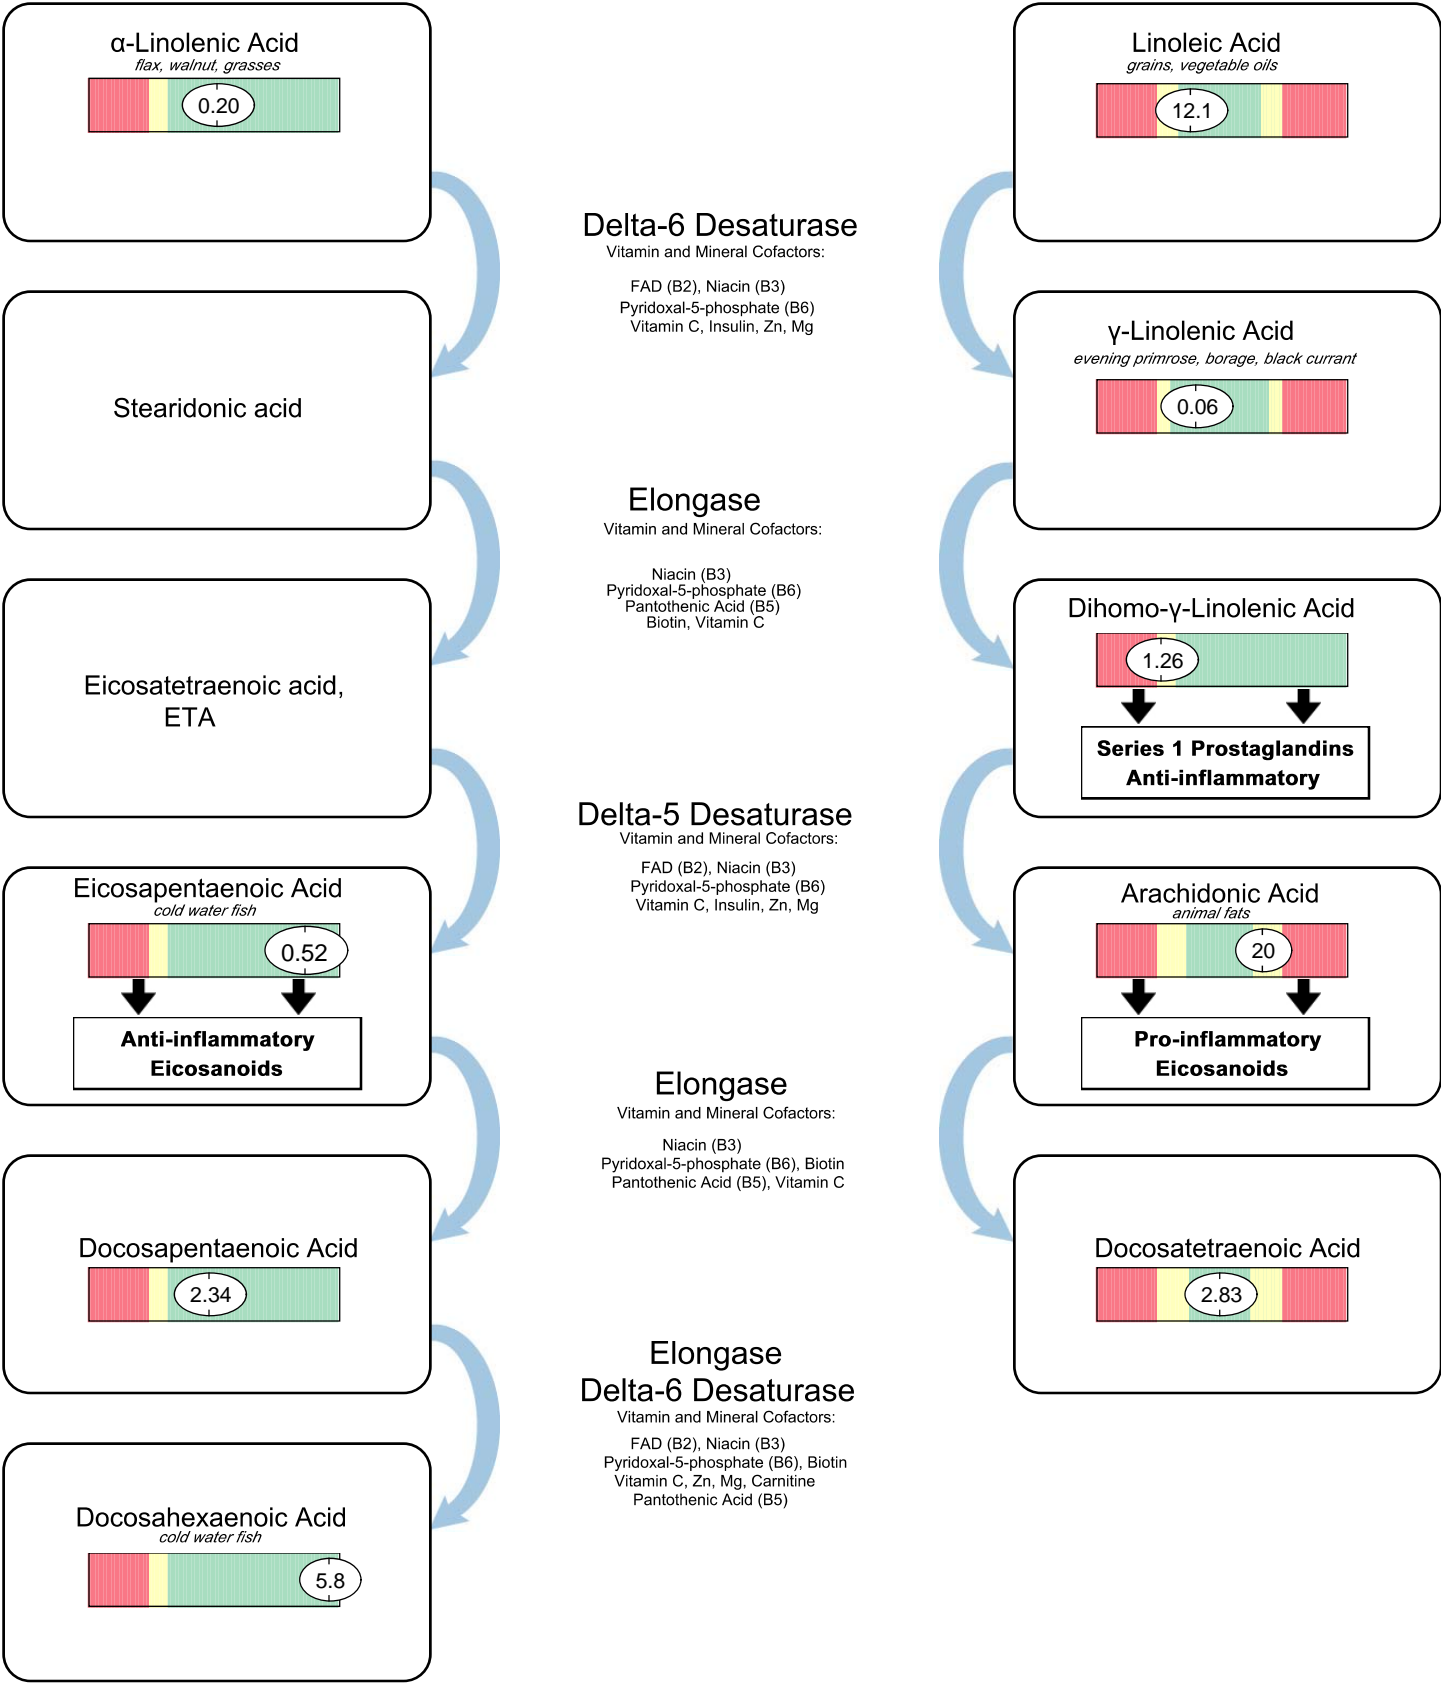 α-Linolenic Acid
flax, walnut, grasses
0.20
Linoleic Acid
grains, vegetable oils
12.1
Delta-6 Desaturase
Vitamin and Mineral Cofactors:
FAD (B2), Niacin (B3)
Pyridoxal-5-phosphate (B6)
Vitamin C, Insulin, Zn, Mg
Stearidonic acid
γ-Linolenic Acid
evening primrose, borage, black currant
0.06
Elongase
Vitamin and Mineral Cofactors:
Niacin (B3)
Pyridoxal-5-phosphate (B6)
Pantothenic Acid (B5)
Biotin, Vitamin C
Eicosatetraenoic acid,
ETA
Dihomo-γ-Linolenic Acid
1.26
Series 1 Prostaglandins
Anti-inflammatory
Delta-5 Desaturase
Vitamin and Mineral Cofactors:
FAD (B2), Niacin (B3)
Pyridoxal-5-phosphate (B6)
Vitamin C, Insulin, Zn, Mg
Eicosapentaenoic Acid
cold water fish
0.52
Anti-inflammatory
Eicosanoids
Arachidonic Acid
animal fats
20
Pro-inflammatory
Eicosanoids
Elongase
Vitamin and Mineral Cofactors:
Niacin (B3)
Pyridoxal-5-phosphate (B6), Biotin
Pantothenic Acid (B5), Vitamin C
Docosapentaenoic Acid
2.34
Docosatetraenoic Acid
2.83
Elongase
Delta-6 Desaturase
Vitamin and Mineral Cofactors:
FAD (B2), Niacin (B3)
Pyridoxal-5-phosphate (B6), Biotin
Vitamin C, Zn, Mg, Carnitine
Pantothenic Acid (B5)
Docosahexaenoic Acid
cold water fish
5.8